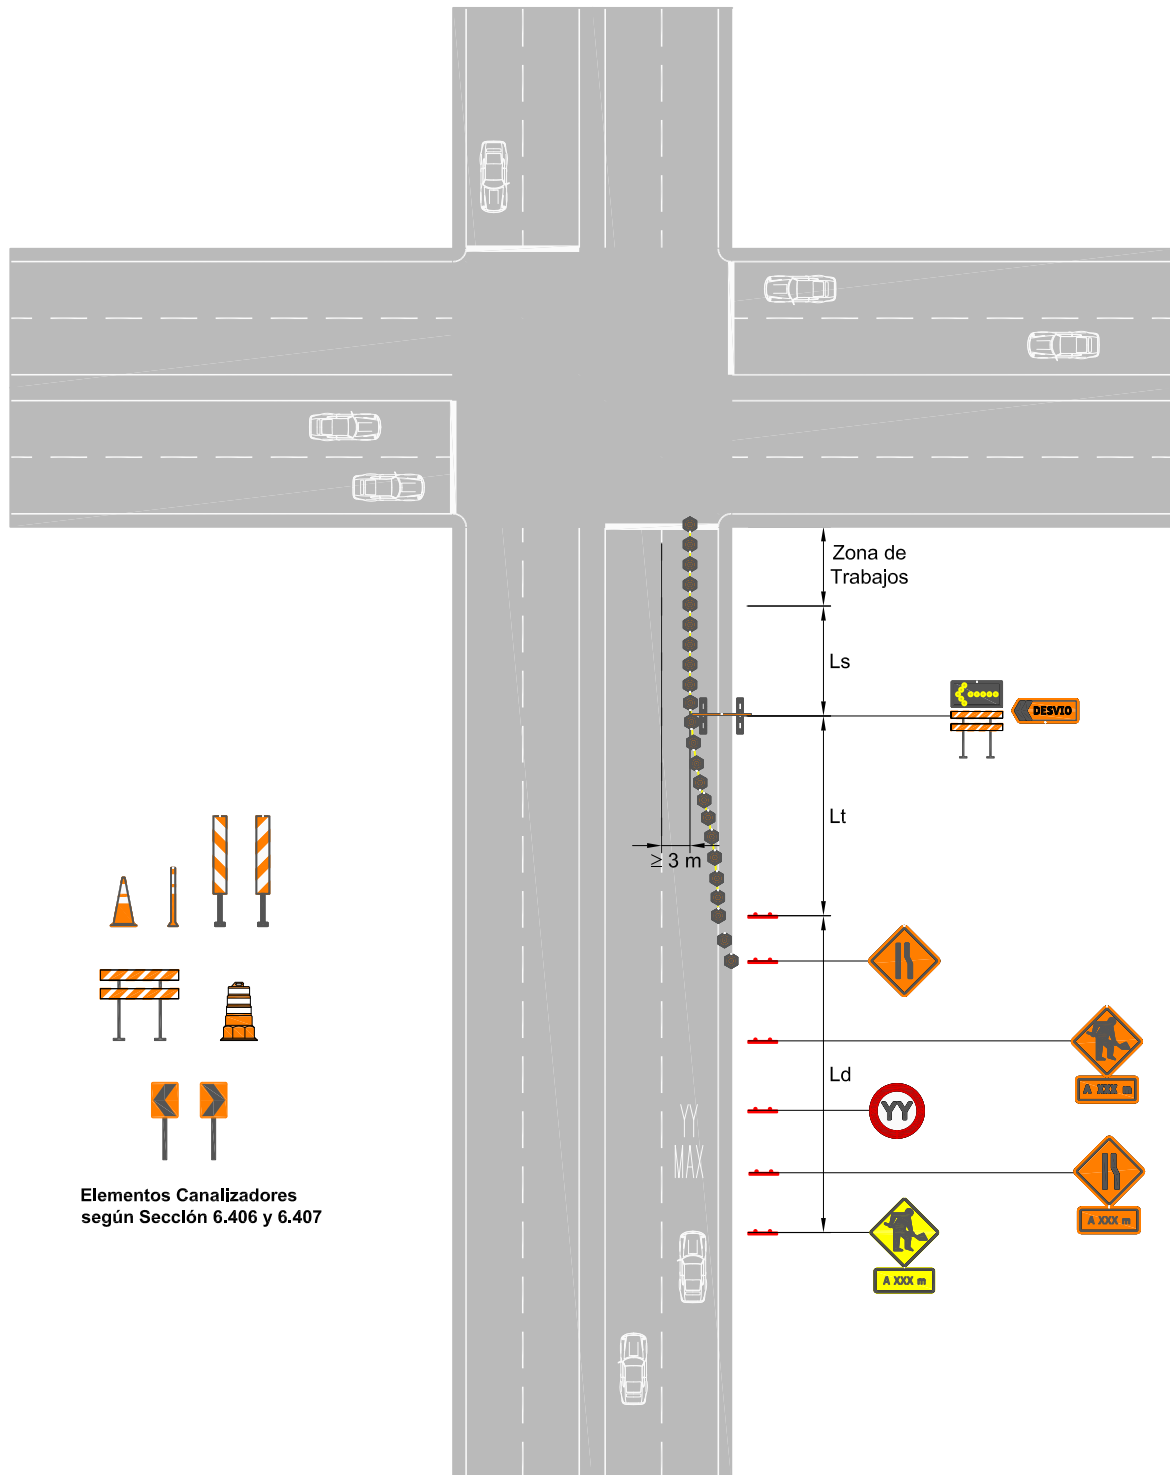 Zona de
Trabajos
Ls
DESVIO
Lt
≥ 3 m
A XXX m
Ld
YY
YY
MAX
A XXX m
A XXX m
Elementos Canalizadores
según Sección 6.406 y 6.407